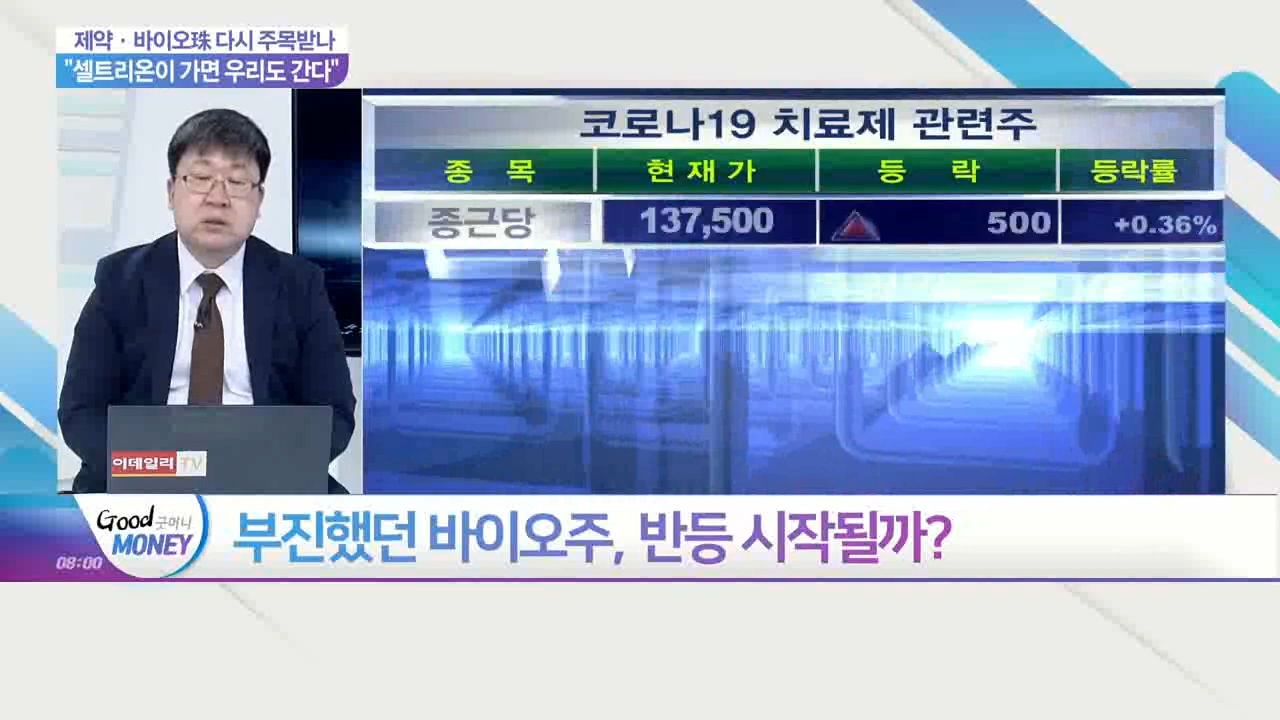 제약·바이오株 다시 주목받나
"셀트리온이 가면 우리도 간다"
코로나19 치료제 관련주
종 목 현 재 가 등 락 등락률
종근당 137,500 500 +0.36%
이데일리 TV
Good 굿머니
MONEY
부진했던 바이오주, 반등 시작될까?
08:00